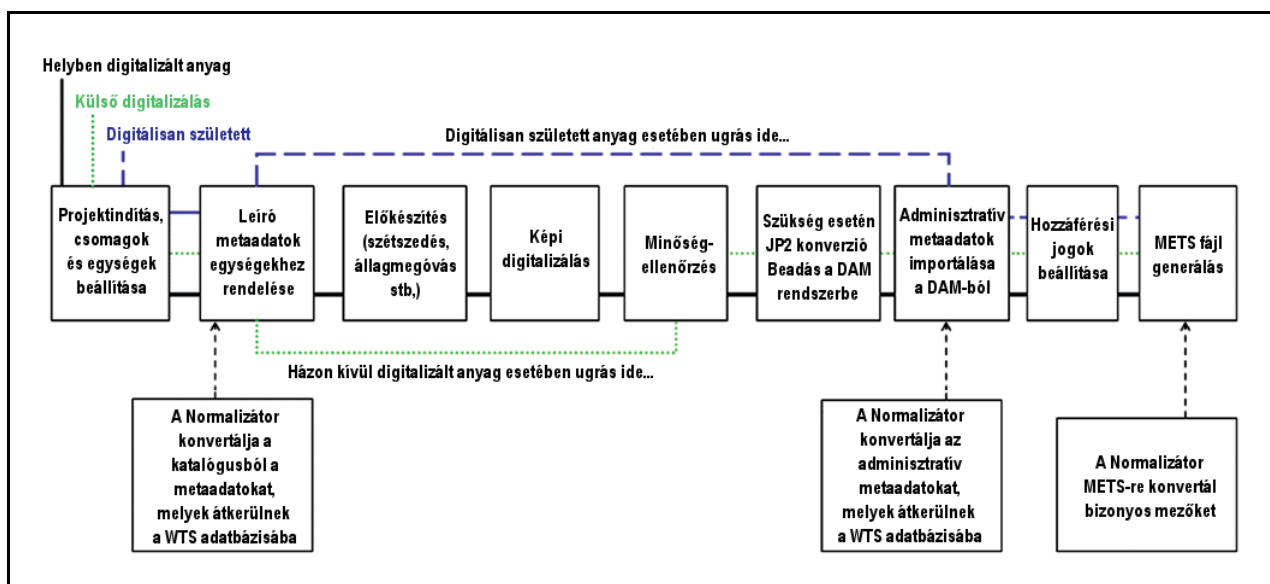 Helyben digitalizált anyag
Külső digitalizálás
Digitálisan született
Digitálisan született anyag esetében ugrás ide...
Projektindítás,
csomagok
és egységek
beállítása
Leíró
metaadatok
egységekhez
rendelése
Előkészítés
(szétszedés,
állagmegóvás
stb,)
Képi
digitalizálás
Minőség-
ellenőrzés
Szükség esetén
JP2 konverzió
Beadás a DAM
rendszerbe
Adminisztratív
metaadatok
importálása
a DAM-ból
Hozzáférési
jogok
beállítása
METS fájl
generálás
Házon kívül digitalizált anyag esetében ugrás ide...
A Normalizátor
konvertálja a
katalógusból a
metaadatokat,
melyek átkerülnek
a WTS adatbázisába
A Normalizátor
konvertálja az
adminisztratív
metaadatokat,
melyek átkerülnek
a WTS adatbázisába
A Normalizátor
METS-re konvertál
bizonyos mezőket